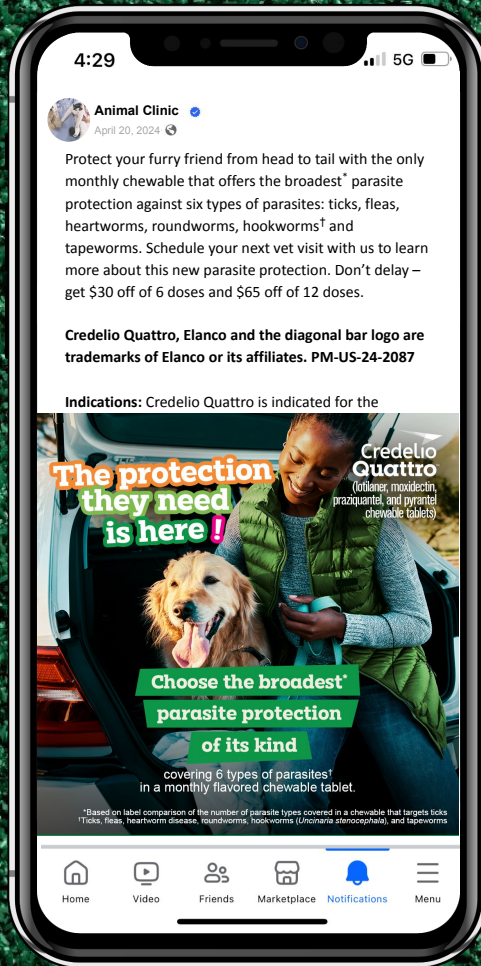 4:29
5G
Animal Clinic
April 20, 2024
Protect your furry friend from head to tail with the only
monthly chewable that offers the broadest* parasite
protection against six types of parasites: ticks, fleas,
heartworms, roundworms, hookworms† and
tapeworms. Schedule your next vet visit with us to learn
more about this new parasite protection. Don’t delay –
get $30 off of 6 doses and $65 off of 12 doses.
Credelio Quattro, Elanco and the diagonal bar logo are
trademarks of Elanco or its affiliates. PM-US-24-2087
Indications: Credelio Quattro is indicated for the
The protection
they need
is here!
Credelio
Quattro
(lotilaner, moxidectin,
praziquantel, and pyrantel
chewable tablets)
Choose the broadest*
parasite protection
of its kind
covering 6 types of parasites†
in a monthly flavored chewable tablet.
*Based on label comparison of the number of parasite types covered in a chewable that targets ticks
†Ticks, fleas, heartworm disease, roundworms, hookworms (Uncinaria stenocephala), and tapeworms
Home
Video
Friends
Marketplace
Notifications
Menu